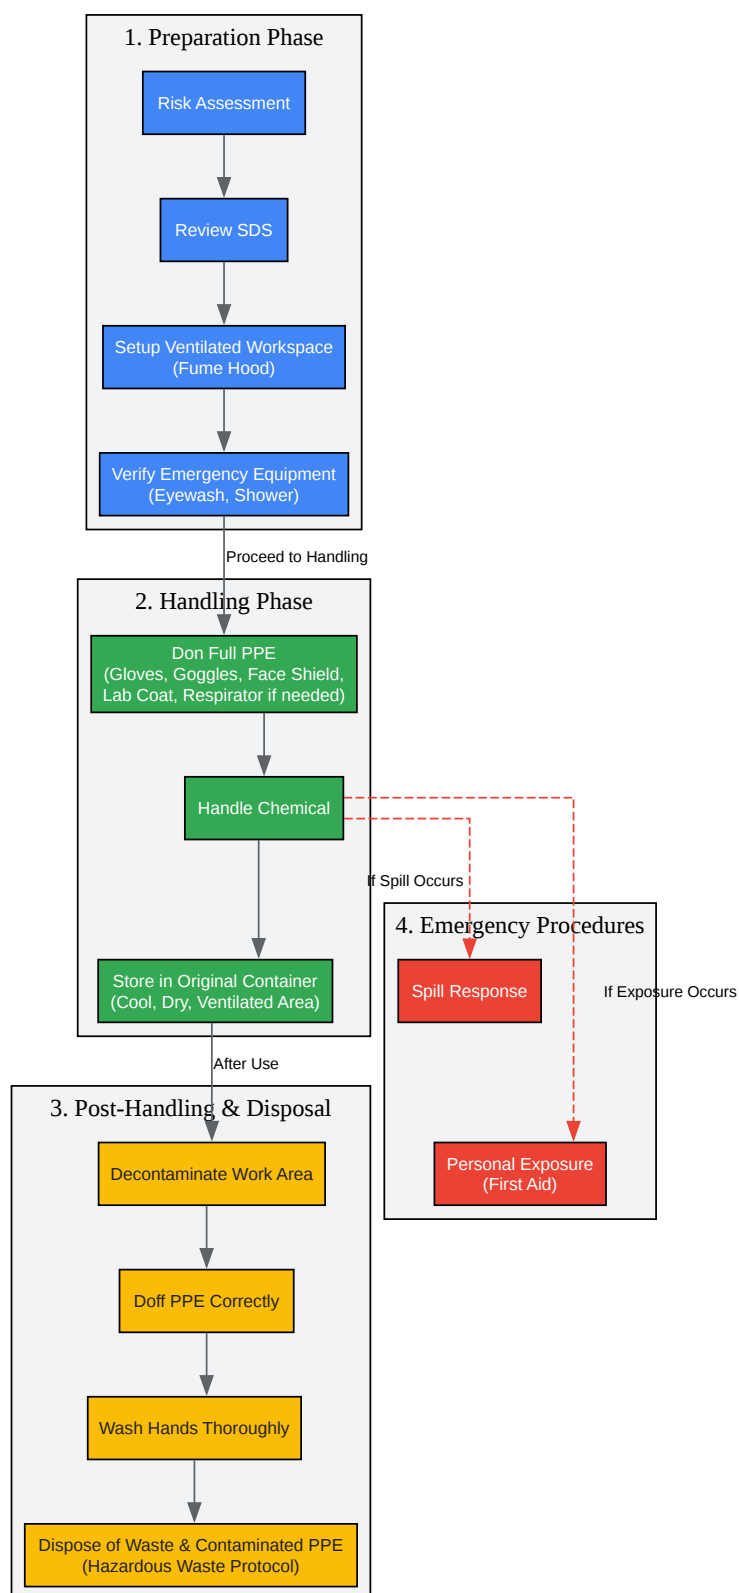 1. Preparation Phase
Risk Assessment
Review SDS
Setup Ventilated Workspace
(Fume Hood)
Verify Emergency Equipment
(Eyewash, Shower)
Proceed to Handling
2. Handling Phase
Don Full PPE
(Gloves, Goggles, Face Shield,
Lab Coat, Respirator if needed)
Handle Chemical
If Spill Occurs
4. Emergency Procedures
Store in Original Container
(Cool, Dry, Ventilated Area)
Spill Response
If Exposure Occurs
After Use
3. Post-Handling & Disposal
Decontaminate Work Area
Personal Exposure
(First Aid)
Doff PPE Correctly
Wash Hands Thoroughly
Dispose of Waste & Contaminated PPE
(Hazardous Waste Protocol)